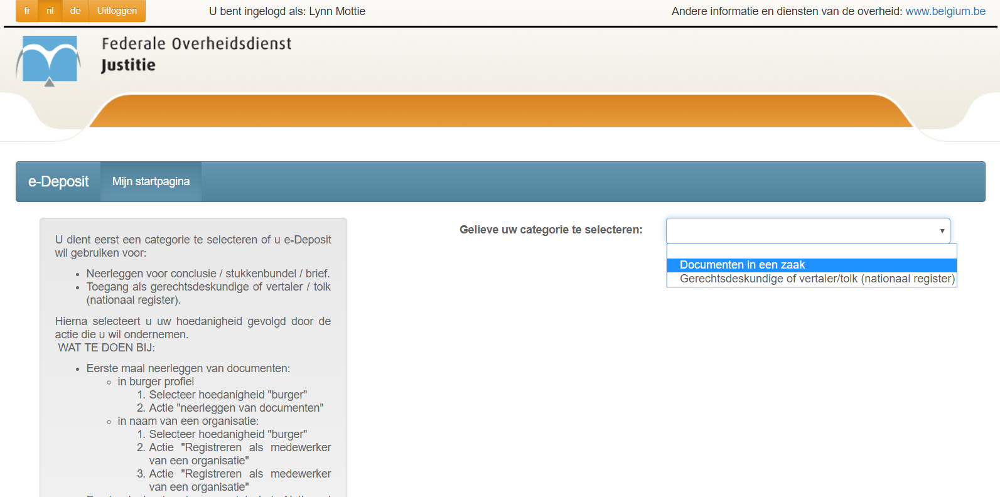 fr nl de Uitloggen U bent ingelogd als: Lynn Mottie Andere informatie en diensten van de overheid: www.belgium.be
Federale Overheidsdienst
Justitie
e-Deposit Mijn startpagina
U dient eerst een categorie te selecteren of u e-Deposit
wil gebruiken voor:
• Neerleggen voor conclusie / stukkenbundel / brief.
• Toegang als gerechtsdeskundige of vertaler / tolk
(nationaal register).
Hierna selecteert u uw hoedanigheid gevolgd door de
actie die u wil ondernemen.
WAT TE DOEN BIJ:
• Eerste maal neerleggen van documenten:
◦ in burger profiel
1. Selecteer hoedanigheid "burger"
2. Actie "neerleggen van documenten"
◦ in naam van een organisatie:
1. Selecteer hoedanigheid "burger"
2. Actie "Registreren als medewerker
van een organisatie"
3. Actie "Registreren als medewerker
van een organisatie"
Gelieve uw categorie te selecteren:
Documenten in een zaak
Gerechtsdeskundige of vertaler/tolk (nationaal register)